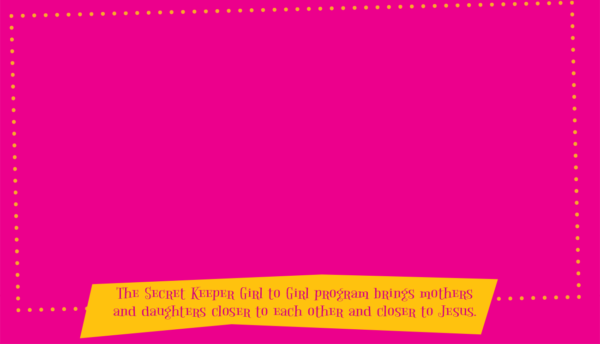 The Secret Keeper Girl to Girl program brings mothers
and daughters closer to each other and closer to Jesus.